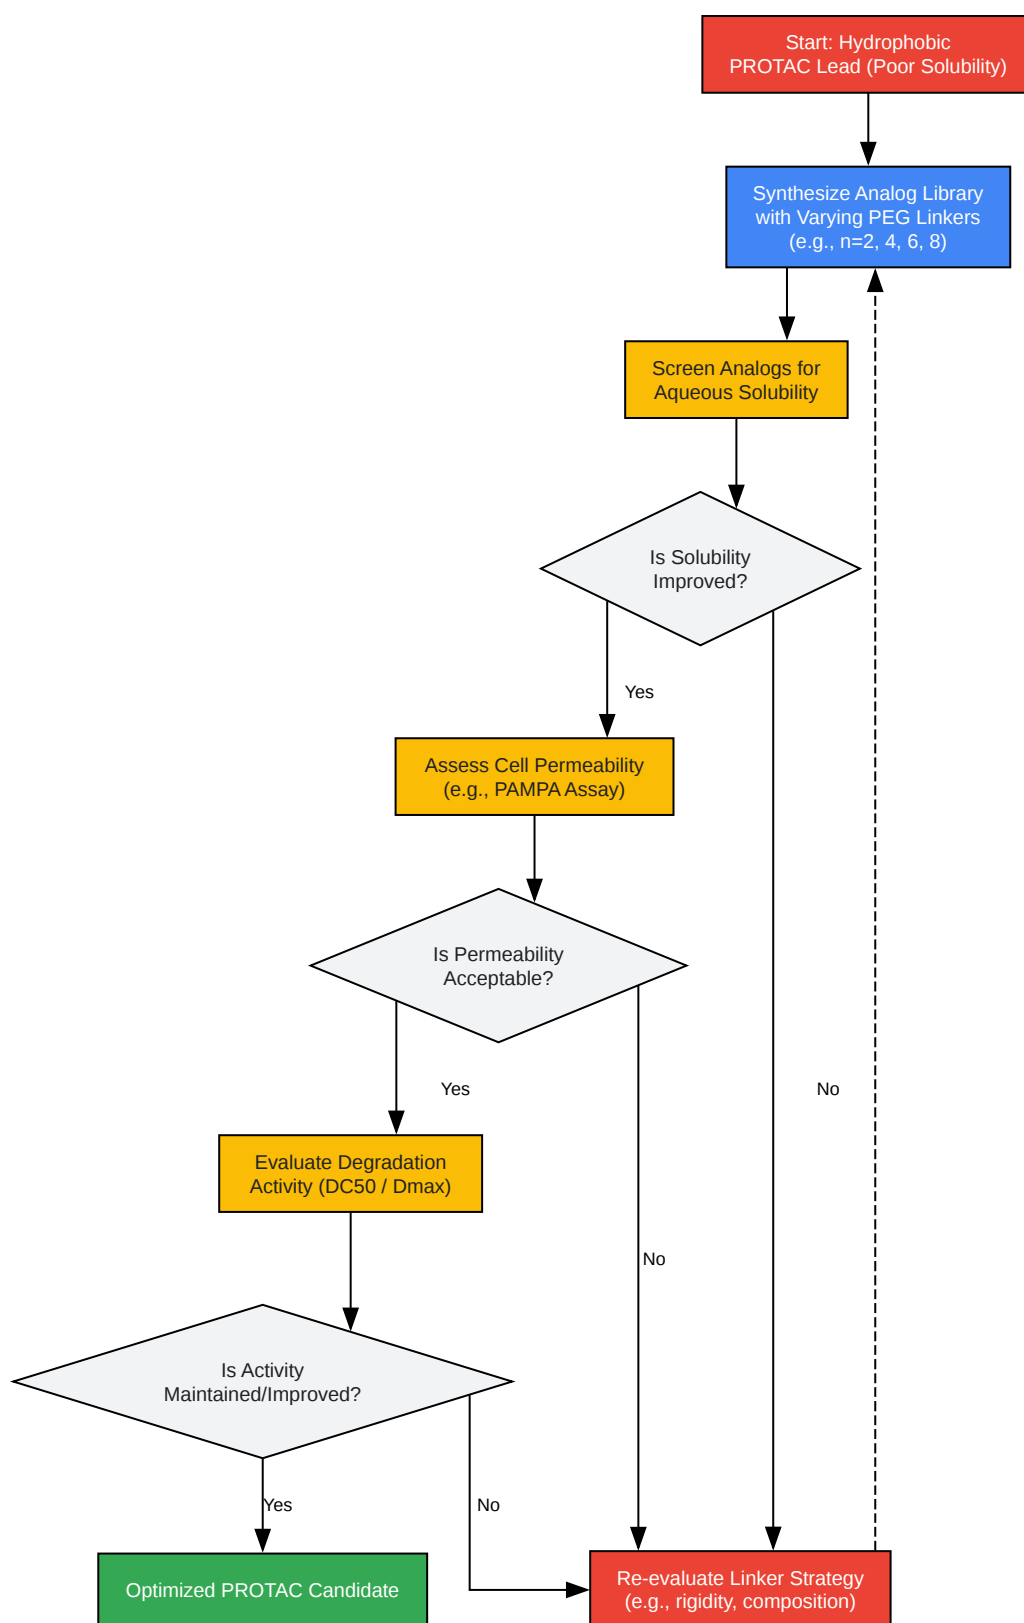 Start: Hydrophobic
PROTAC Lead (Poor Solubility)
Synthesize Analog Library
with Varying PEG Linkers
(e.g., n=2, 4, 6, 8)
Screen Analogs for
Aqueous Solubility
Is Solubility
Improved?
Yes
Assess Cell Permeability
(e.g., PAMPA Assay)
Is Permeability
Acceptable?
Yes
No
Evaluate Degradation
Activity (DC50 / Dmax)
No
Is Activity
Maintained/Improved?
Yes
No
Optimized PROTAC Candidate
Re-evaluate Linker Strategy
(e.g., rigidity, composition)